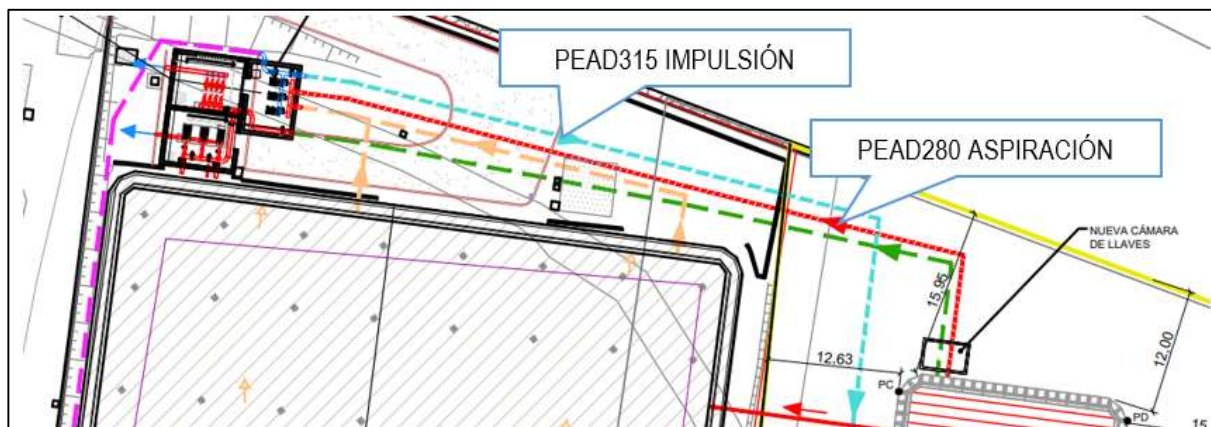 PEAD315 IMPULSIÓN
PEAD280 ASPIRACIÓN
NUEVA CÁMARA
DE LLAVES
15,95
12,00
12,63
PC
PD
15